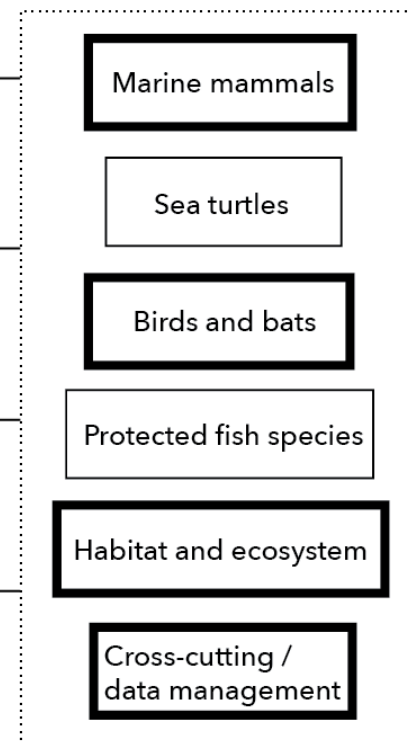 Marine mammals
Sea turtles
Birds and bats
Protected fish species
Habitat and ecosystem
Cross-cutting /
data management